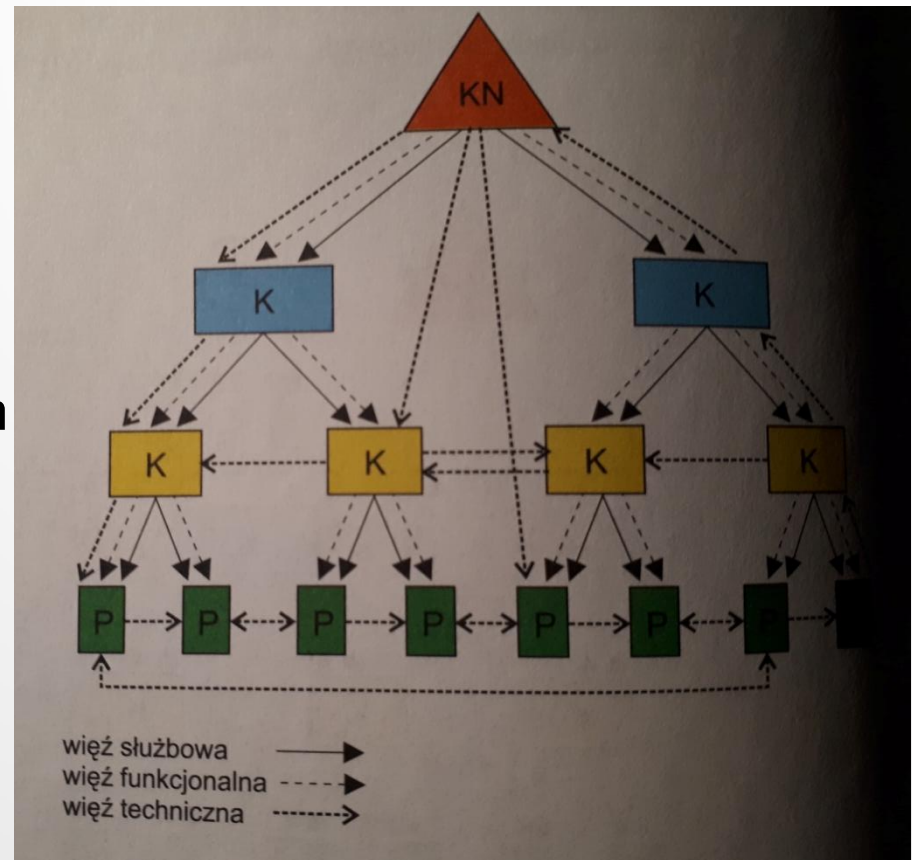 KN
K K
n
K K K K
P P P P P P P
więź służbowa
więź funkcjonalna
więź techniczna